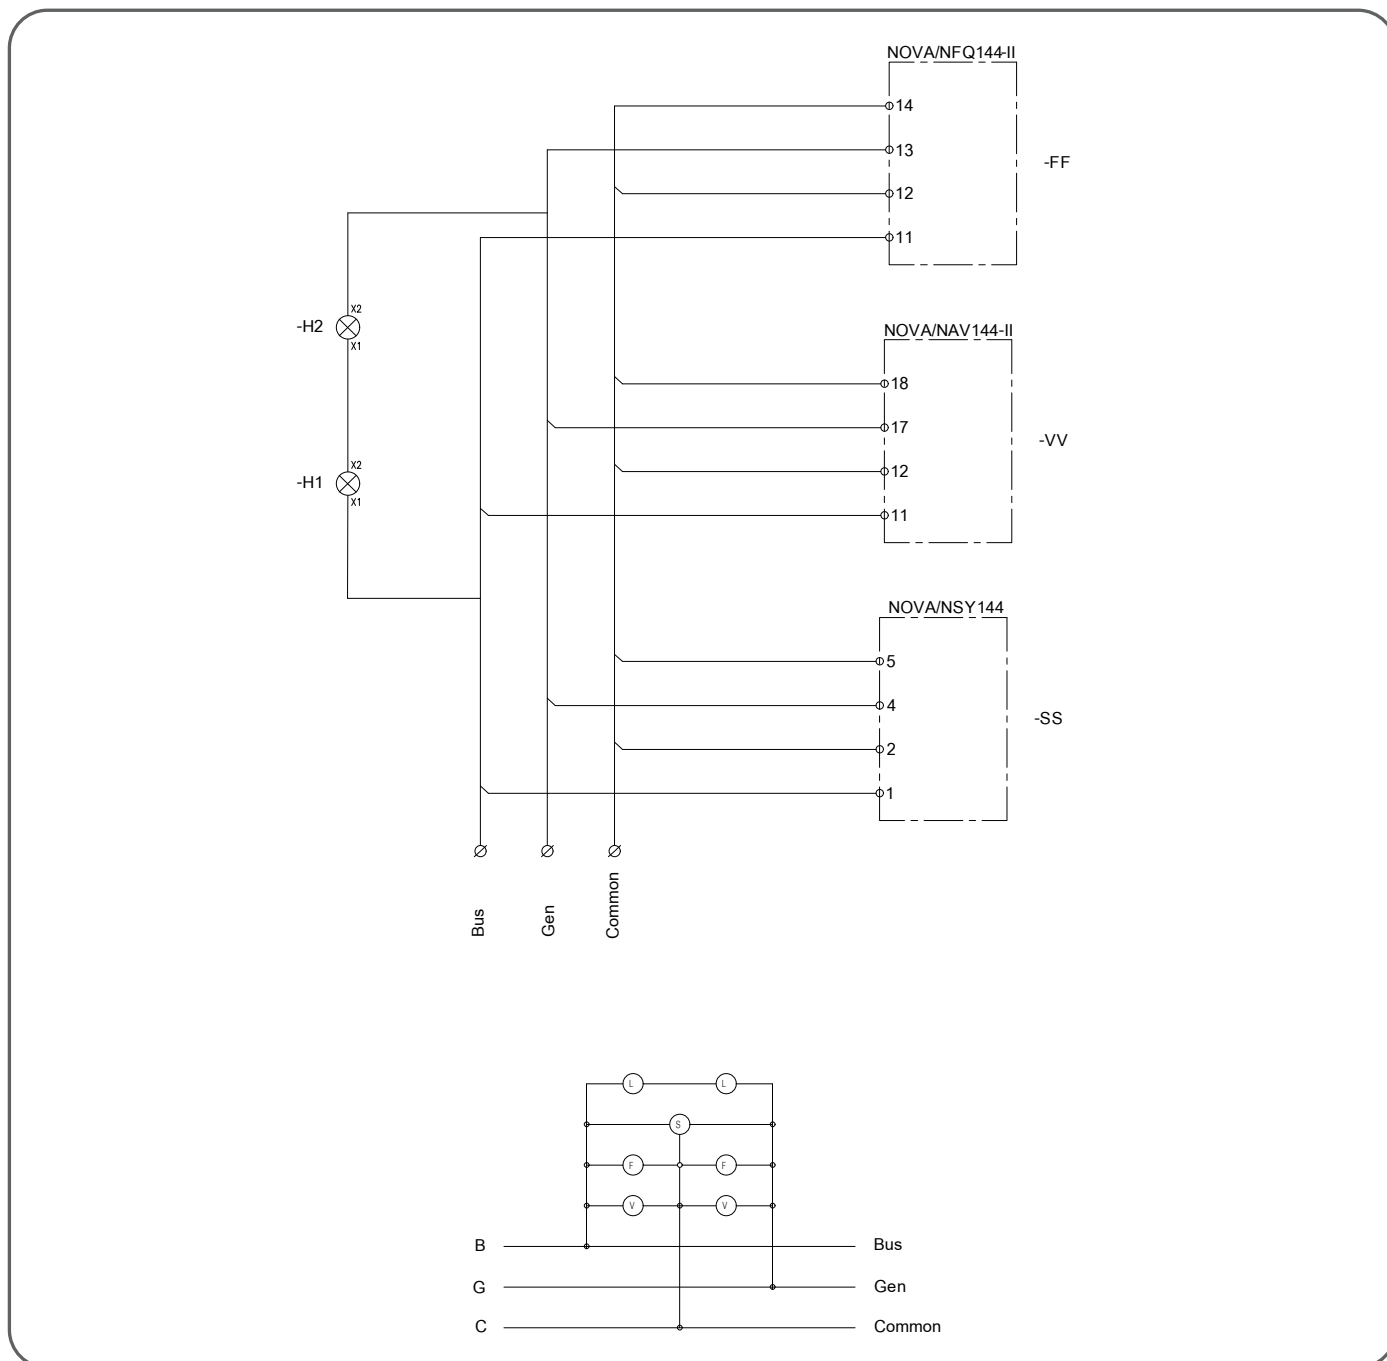 NOVA/NFQ144-II
14
13
-FF
12
11
X2
-H2
X1
NOVA/NAV144-II
18
17
-VV
12
X2
-H1
X1
11
NOVA/NSY144
5
4
-SS
2
1
Bus
Gen
Common
L L
S
F F
V V
B Bus
G Gen
C Common